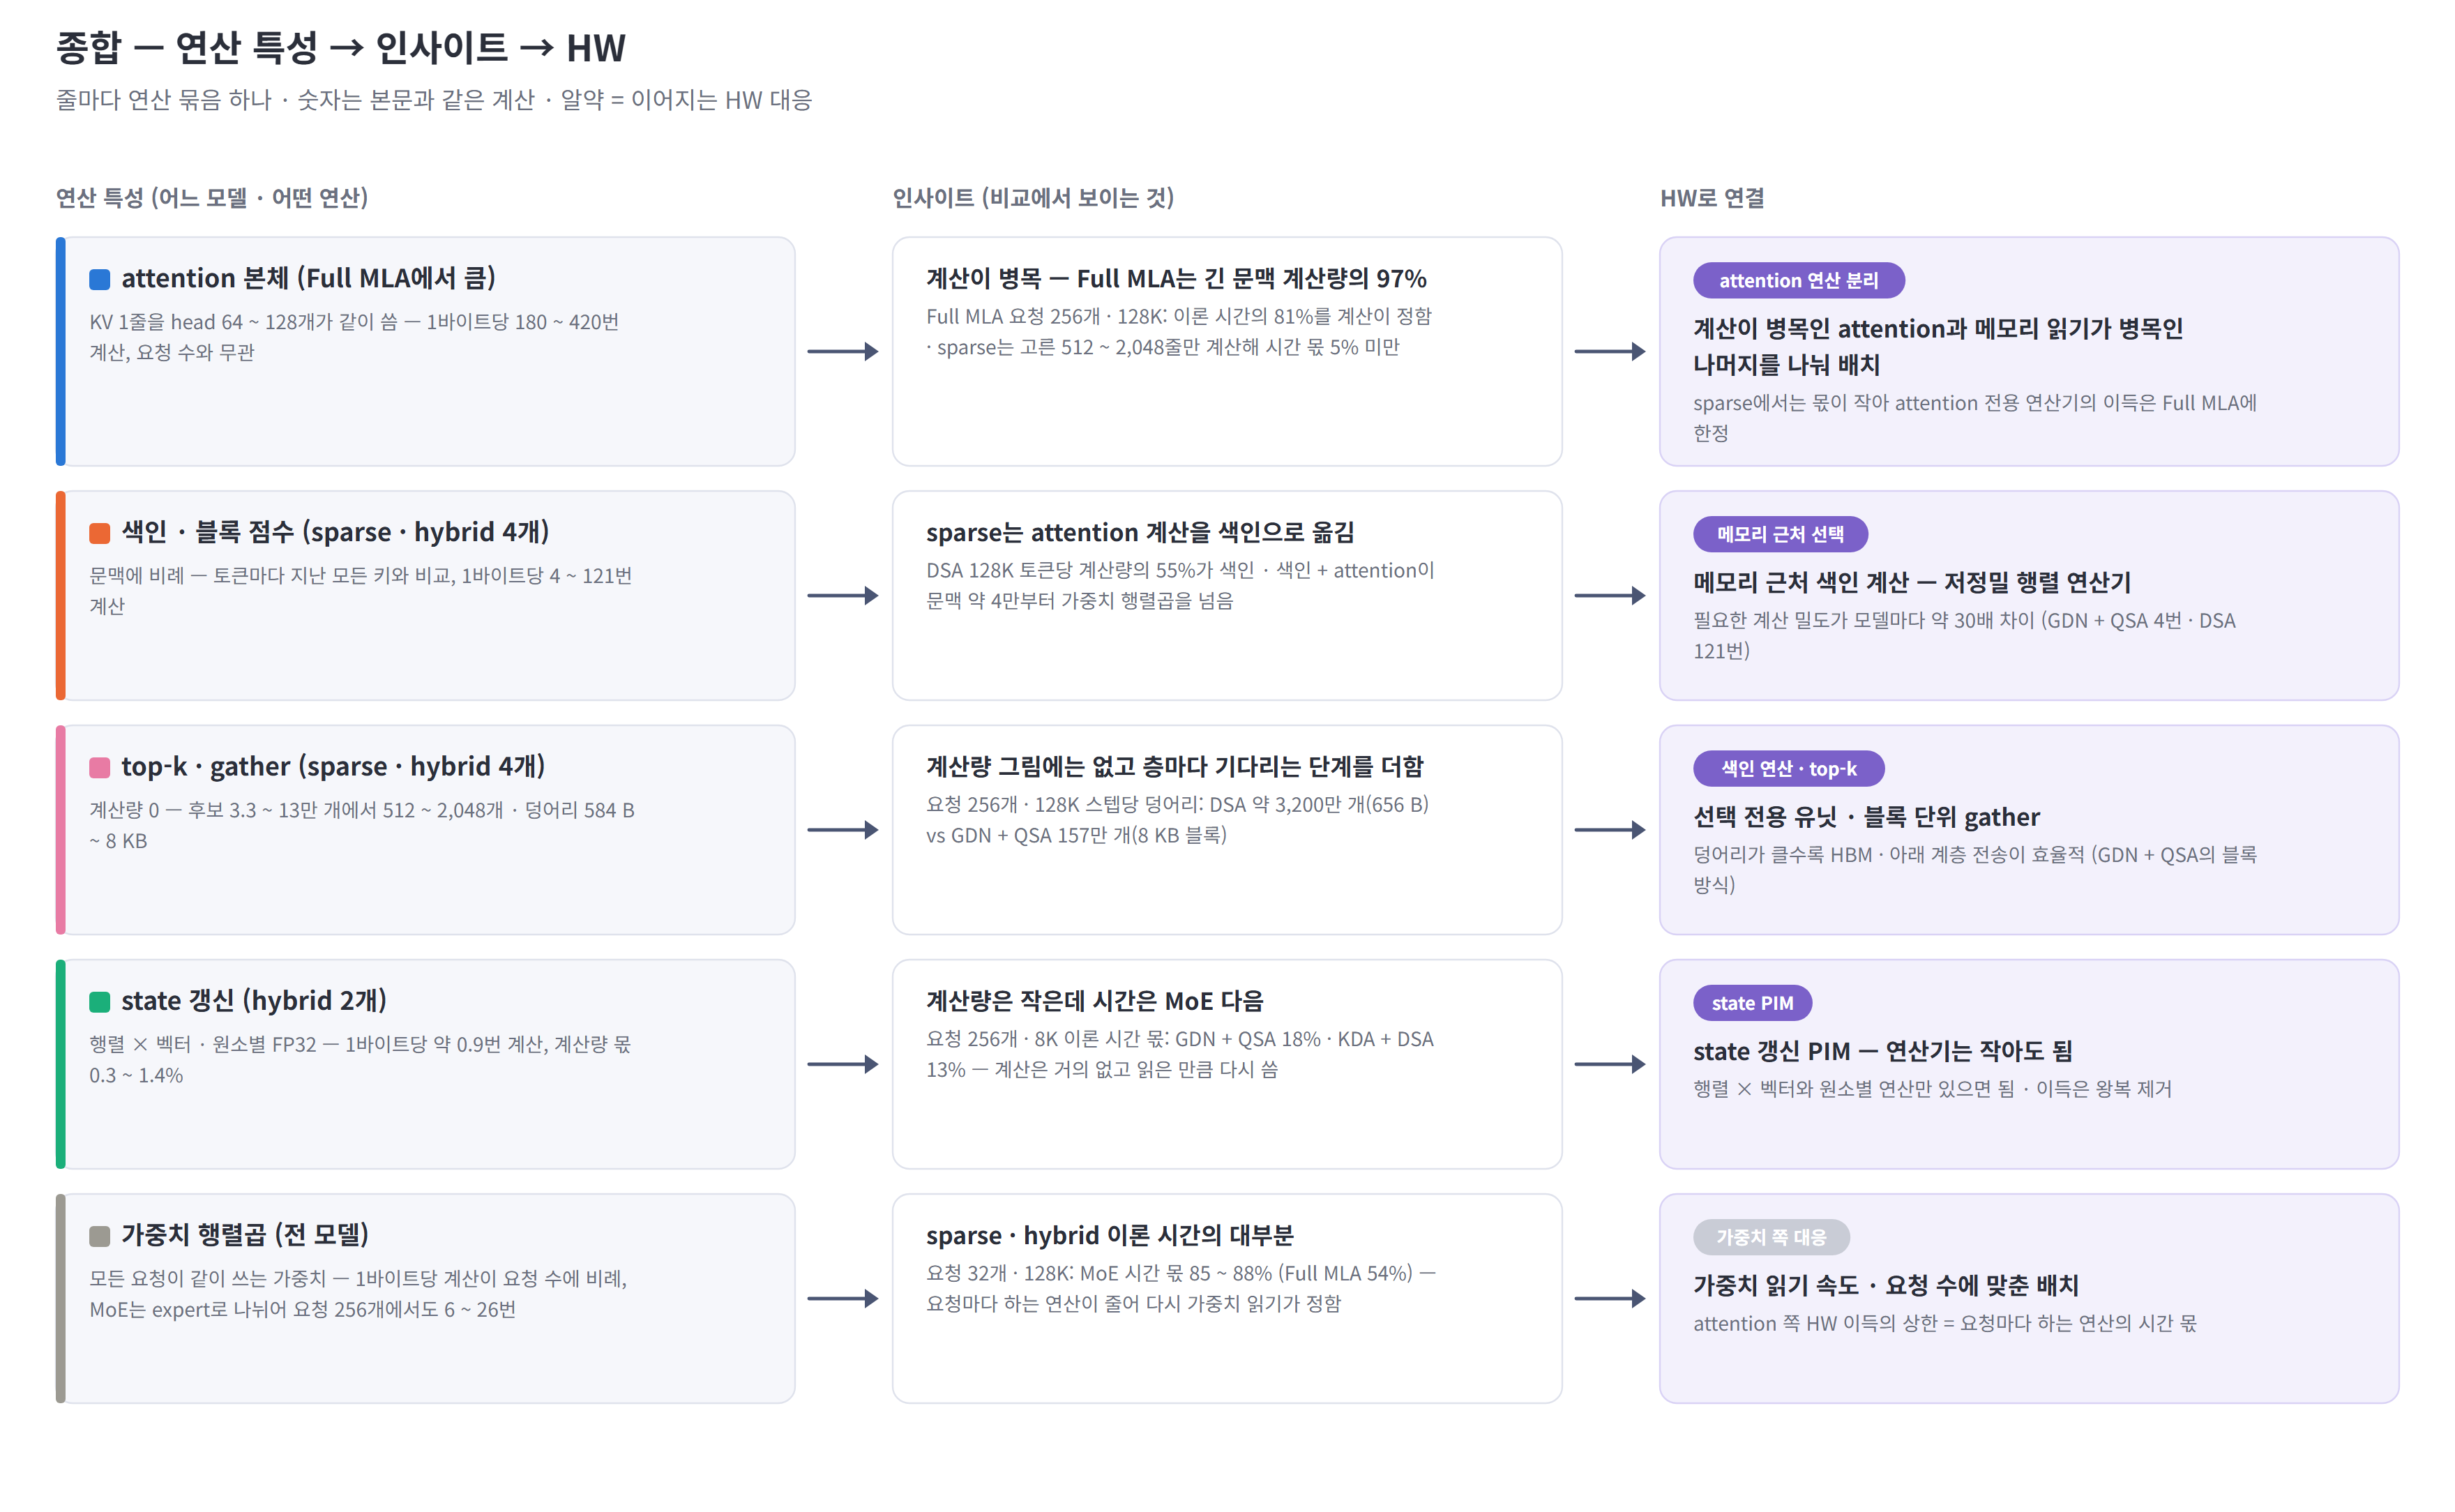 종합 — 연산 특성 → 인사이트 → HW
줄마다 연산 묶음 하나 · 숫자는 본문과 같은 계산 · 알약 = 이어지는 HW 대응
연산 특성 (어느 모델 · 어떤 연산)
인사이트 (비교에서 보이는 것)
HW로 연결
attention 본체 (Full MLA에서 큼)
KV 1줄을 head 64 ~ 128개가 같이 씀 — 1바이트당 180 ~ 420번
계산, 요청 수와 무관
계산이 병목 — Full MLA는 긴 문맥 계산량의 97%
Full MLA 요청 256개 · 128K: 이론 시간의 81%를 계산이 정함
· sparse는 고른 512 ~ 2,048줄만 계산해 시간 몫 5% 미만
attention 연산 분리
계산이 병목인 attention과 메모리 읽기가 병목인
나머지를 나눠 배치
sparse에서는 몫이 작아 attention 전용 연산기의 이득은 Full MLA에
한정
색인 · 블록 점수 (sparse · hybrid 4개)
문맥에 비례 — 토큰마다 지난 모든 키와 비교, 1바이트당 4 ~ 121번
계산
sparse는 attention 계산을 색인으로 옮김
DSA 128K 토큰당 계산량의 55%가 색인 · 색인 + attention이
문맥 약 4만부터 가중치 행렬곱을 넘음
메모리 근처 선택
메모리 근처 색인 계산 — 저정밀 행렬 연산기
필요한 계산 밀도가 모델마다 약 30배 차이 (GDN + QSA 4번 · DSA
121번)
top-k · gather (sparse · hybrid 4개)
계산량 0 — 후보 3.3 ~ 13만 개에서 512 ~ 2,048개 · 덩어리 584 B
~ 8 KB
계산량 그림에는 없고 층마다 기다리는 단계를 더함
요청 256개 · 128K 스텝당 덩어리: DSA 약 3,200만 개(656 B)
vs GDN + QSA 157만 개(8 KB 블록)
색인 연산 · top-k
선택 전용 유닛 · 블록 단위 gather
덩어리가 클수록 HBM · 아래 계층 전송이 효율적 (GDN + QSA의 블록
방식)
state 갱신 (hybrid 2개)
행렬 × 벡터 · 원소별 FP32 — 1바이트당 약 0.9번 계산, 계산량 몫
0.3 ~ 1.4%
계산량은 작은데 시간은 MoE 다음
요청 256개 · 8K 이론 시간 몫: GDN + QSA 18% · KDA + DSA
13% — 계산은 거의 없고 읽은 만큼 다시 씀
state PIM
state 갱신 PIM — 연산기는 작아도 됨
행렬 × 벡터와 원소별 연산만 있으면 됨 · 이득은 왕복 제거
가중치 행렬곱 (전 모델)
모든 요청이 같이 쓰는 가중치 — 1바이트당 계산이 요청 수에 비례,
MoE는 expert로 나뉘어 요청 256개에서도 6 ~ 26번
sparse · hybrid 이론 시간의 대부분
요청 32개 · 128K: MoE 시간 몫 85 ~ 88% (Full MLA 54%) —
요청마다 하는 연산이 줄어 다시 가중치 읽기가 정함
가중치 쪽 대응
가중치 읽기 속도 · 요청 수에 맞춘 배치
attention 쪽 HW 이득의 상한 = 요청마다 하는 연산의 시간 몫